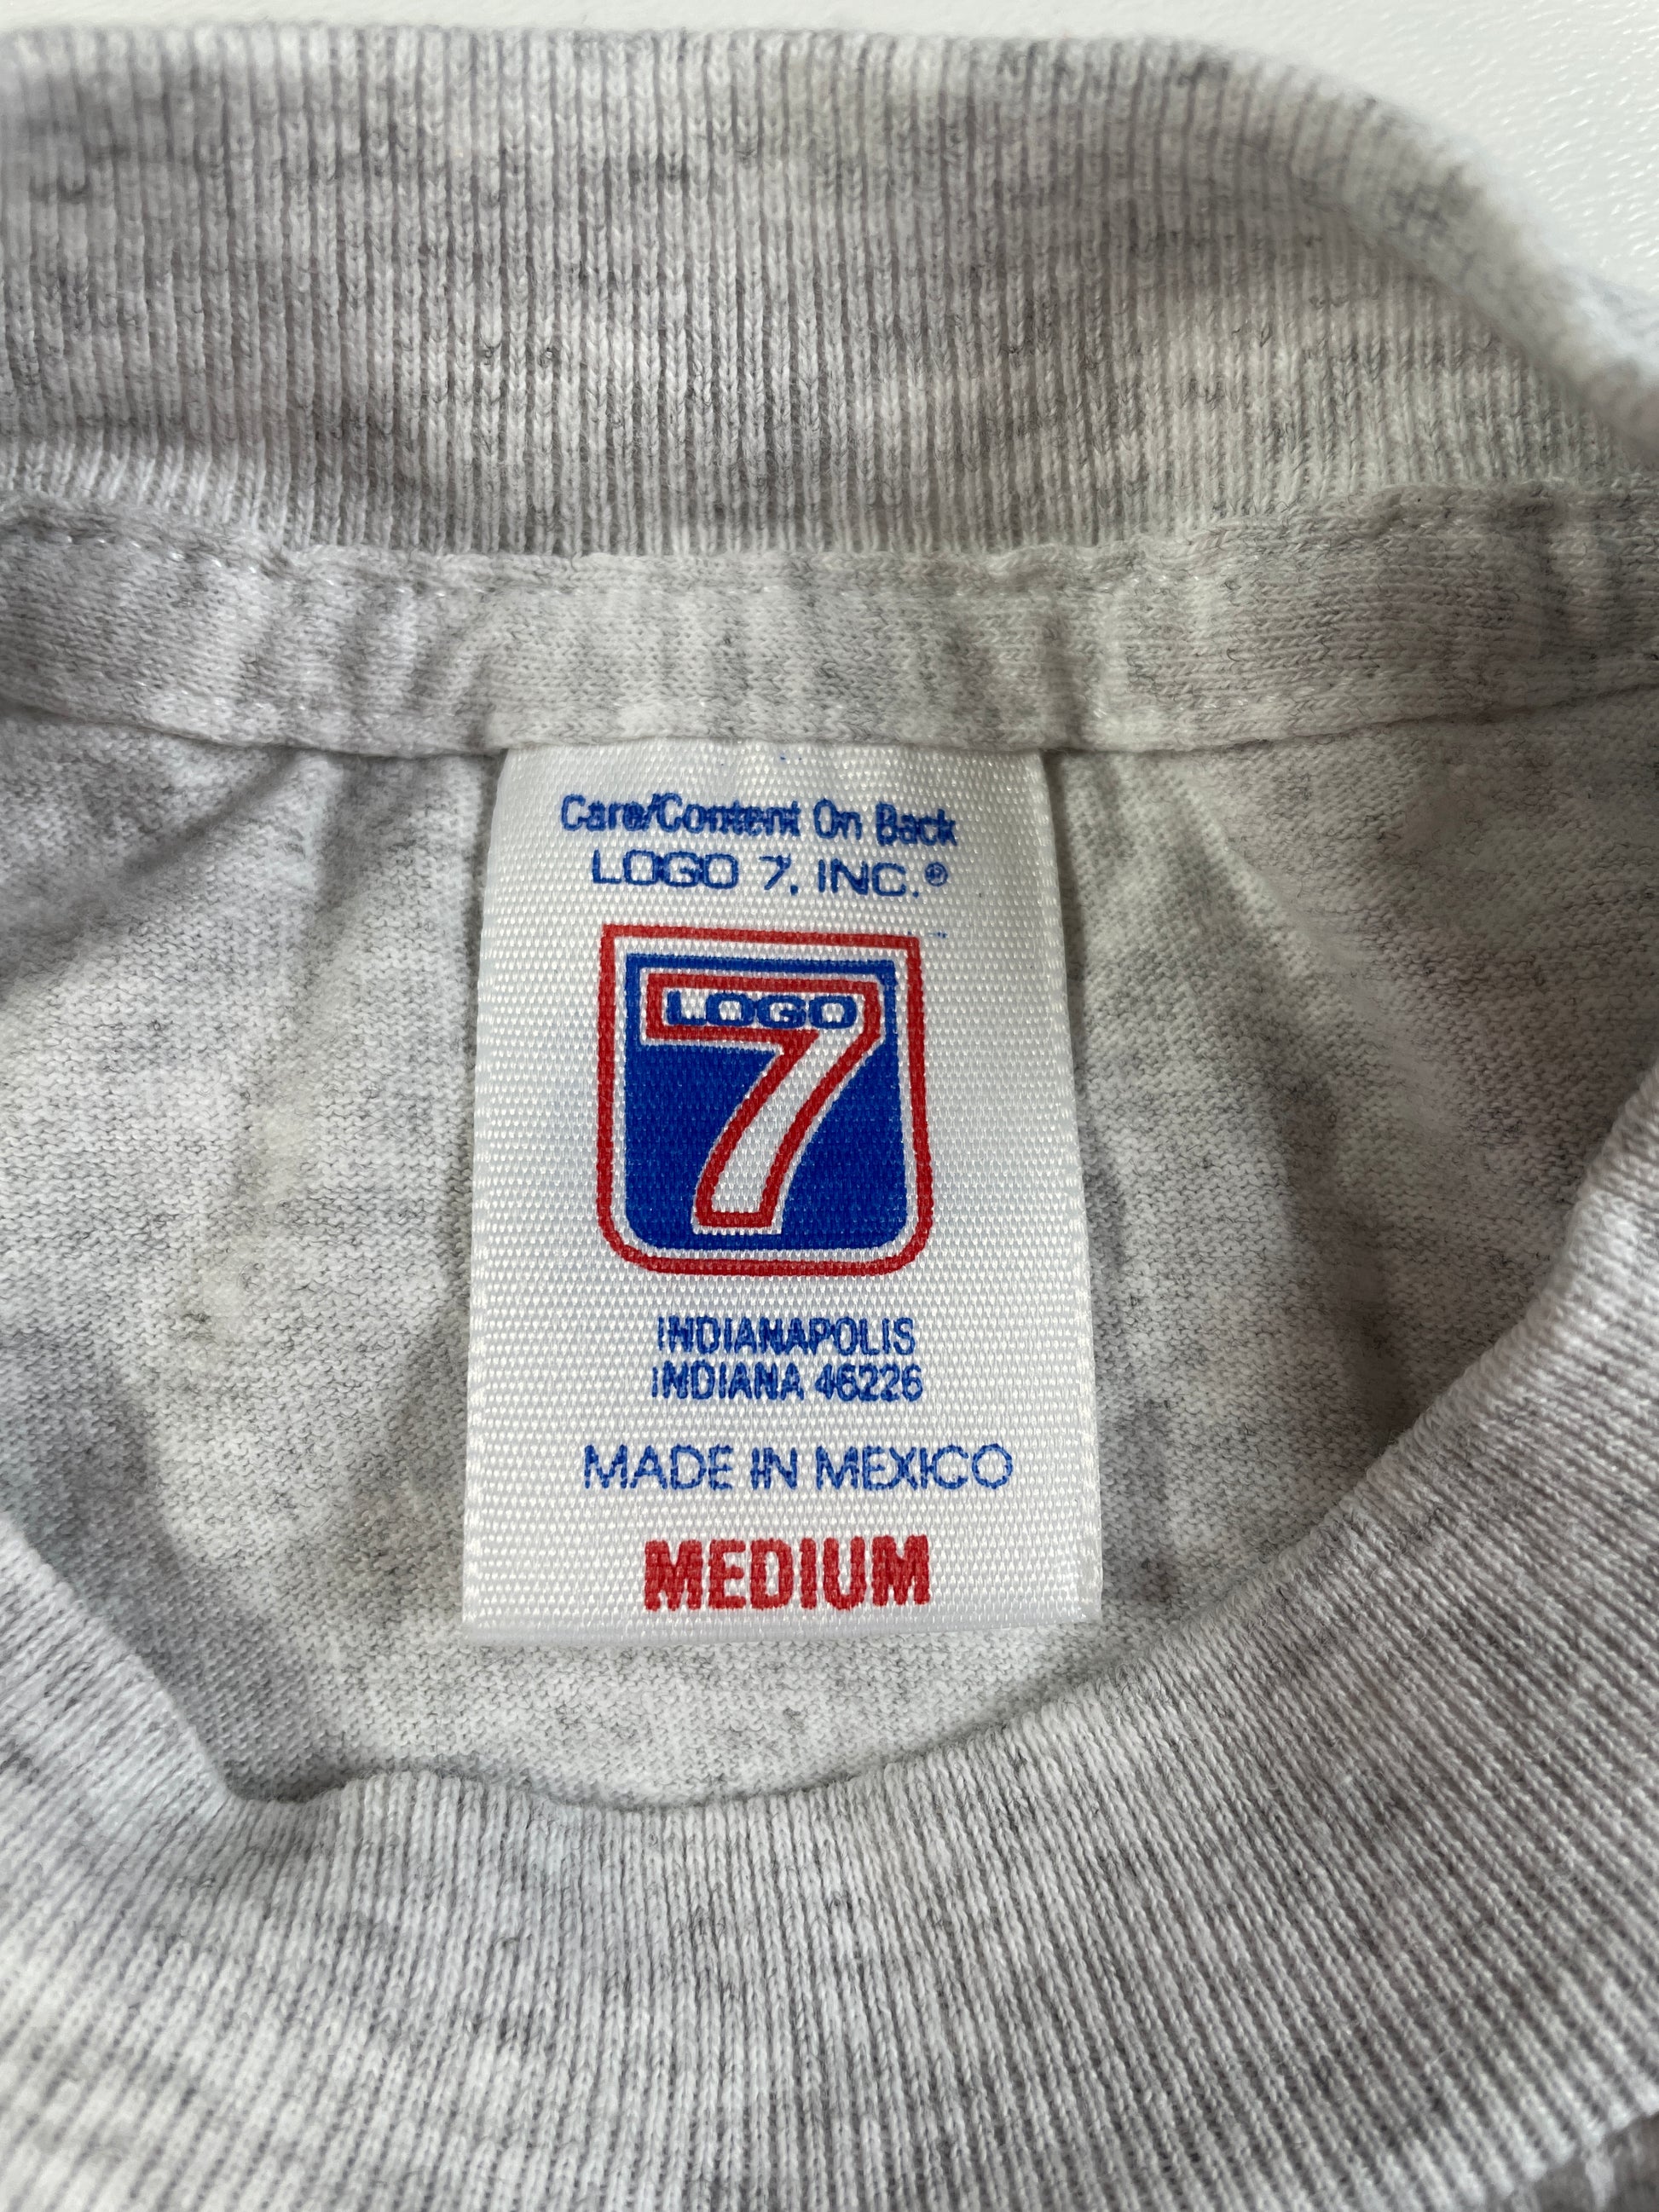 Care/Content On Back
LOGO 7, INC.®
LOGO
7
INDIANAPOLIS
INDIANA 46226
MADE IN MEXICO
MEDIUM